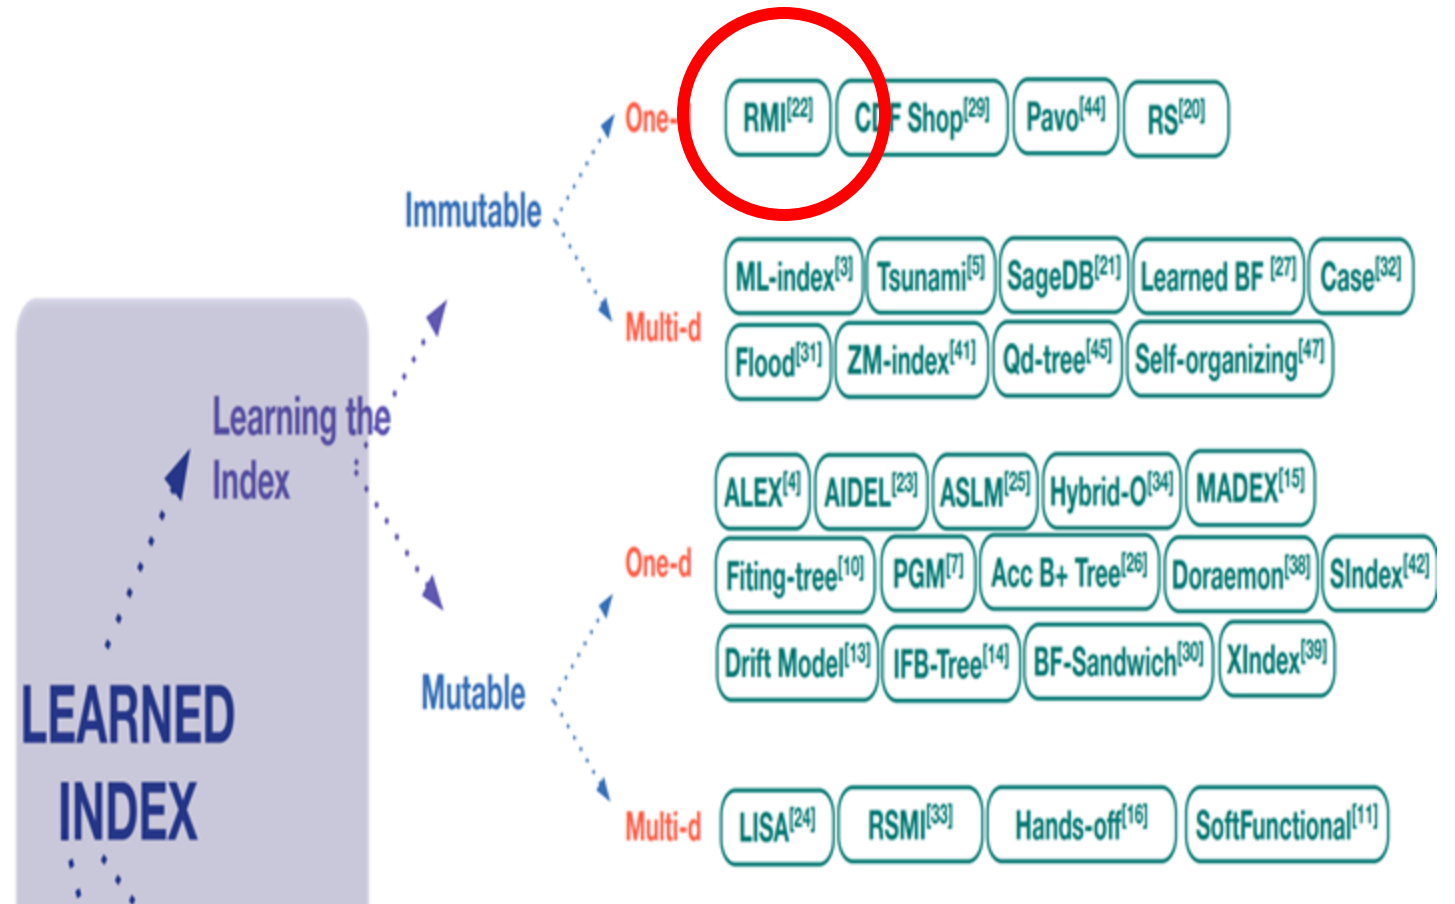 One-d RMI[22] CDF Shop[29] Pavo[44] RS[20]
Immutable
ML-index[3] Tsunami[5] SageDB[21] Learned BF [27] Case[32]
Multi-d
Flood[31] ZM-index[41] Qd-tree[45] Self-organizing[47]
Learning the
Index
ALEX[4] AIDEL[23] ASLM[25] Hybrid-O[34] MADEX[15]
One-d
Fiting-tree[10] PGM[7] Acc B+ Tree[26] Doraemon[38] SIndex[42]
Drift Model[13] IFB-Tree[14] BF-Sandwich[30] XIndex[39]
Mutable
LEARNED
INDEX
Multi-d LISA[24] RSMI[33] Hands-off[16] SoftFunctional[11]